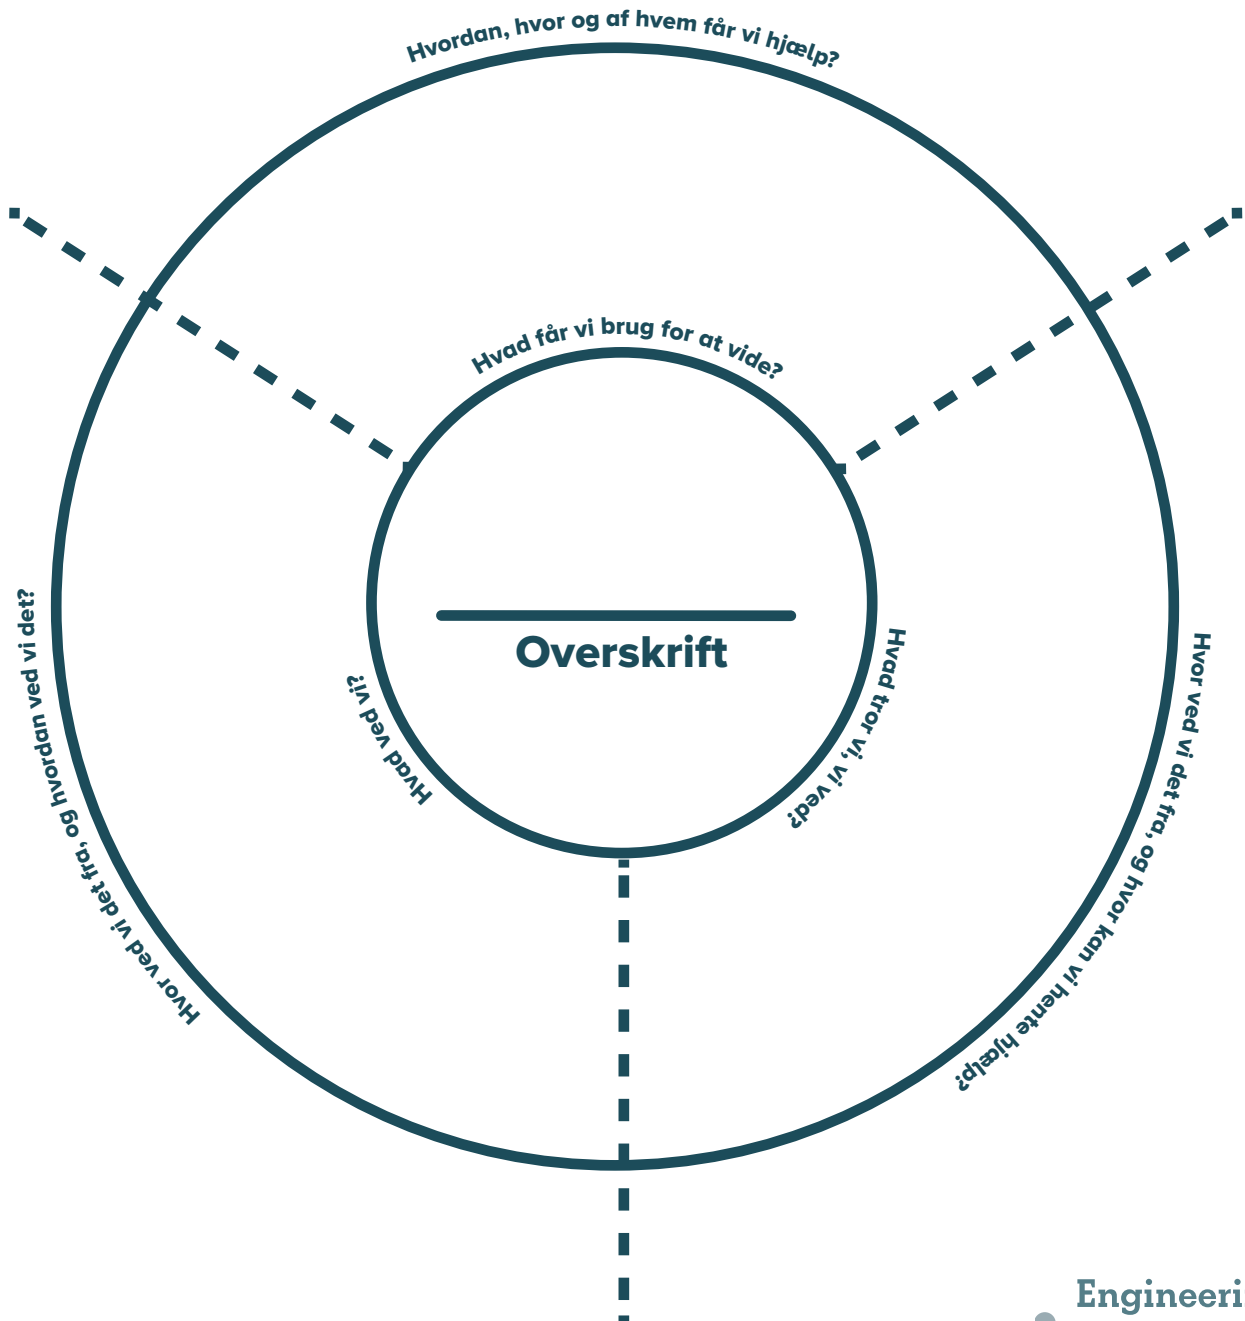 Hvordan, hvor og af hvem får vi hjælp?
Hvad får vi brug for at vide?
Overskrift
Hvad ved vi?
Hvad tror vi, vi ved?
Hvor ved vi det fra, og hvordan ved vi det?
Hvor ved vi det fra, og hvor kan vi hente hjælp?
Engineeri